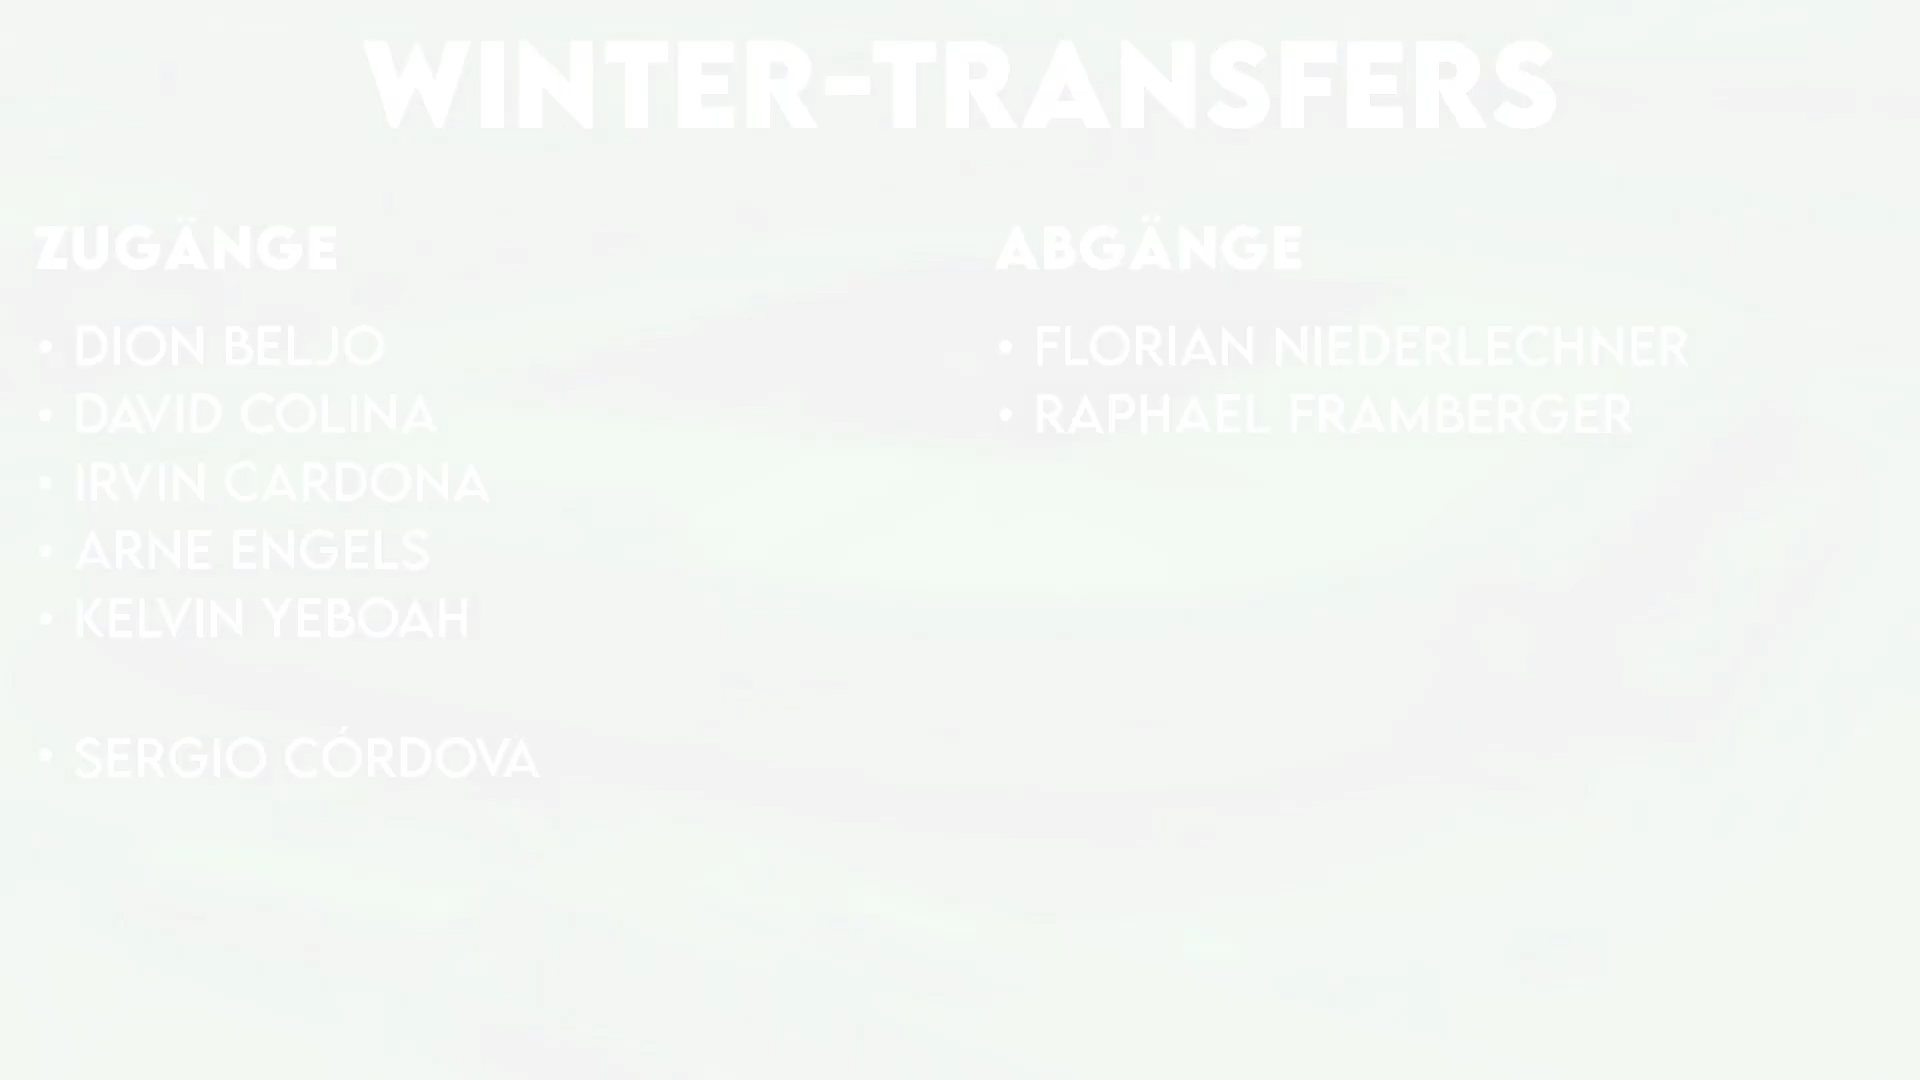 WINTER-TRANSFERS
ZUGÄNGE
• DION BELJO
• DAVID COLINA
• IRVIN CARDONA
• ARNE ENGELS
• KELVIN YEBOAH
• SERGIO CÓRDOVA
ABGÄNGE
• FLORIAN NIEDERLECHNER
• RAPHAEL FRAMBERGER